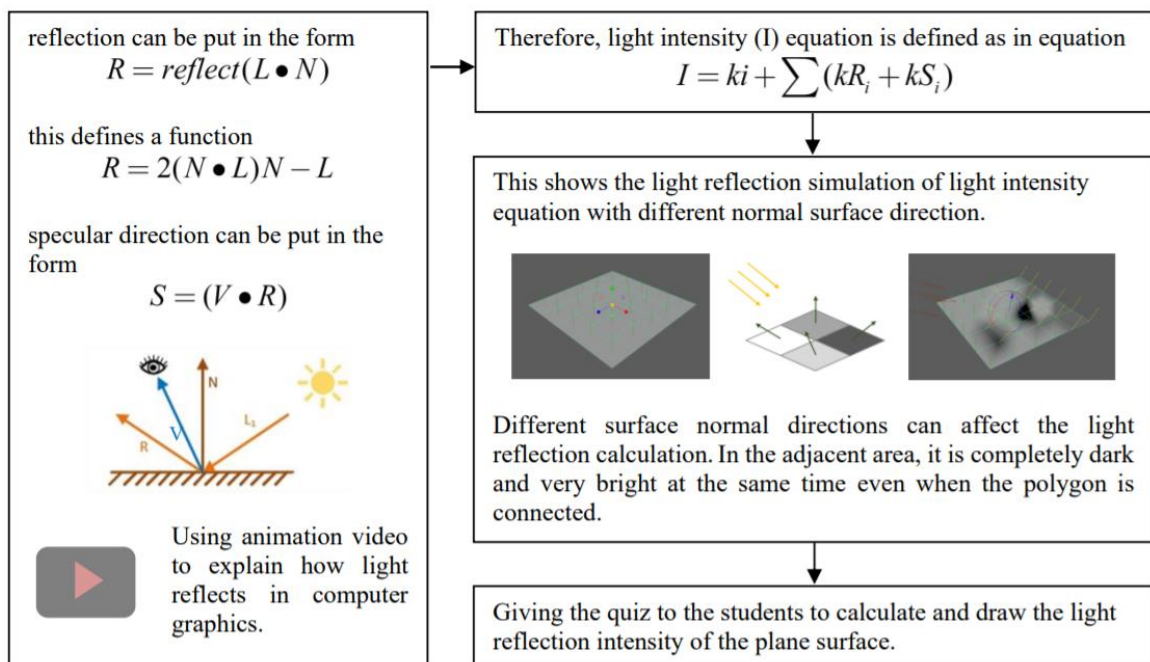 reflection can be put in the form
R = reflect(L • N)
this defines a function
R = 2(N • L)N − L
specular direction can be put in the
form
S = (V • R)
N
L₁
V
R
Using animation video
to explain how light
reflects in computer
graphics.
Therefore, light intensity (I) equation is defined as in equation
I = ki + ∑(kRᵢ + kSᵢ)
This shows the light reflection simulation of light intensity
equation with different normal surface direction.
Different surface normal directions can affect the light
reflection calculation. In the adjacent area, it is completely dark
and very bright at the same time even when the polygon is
connected.
Giving the quiz to the students to calculate and draw the light
reflection intensity of the plane surface.